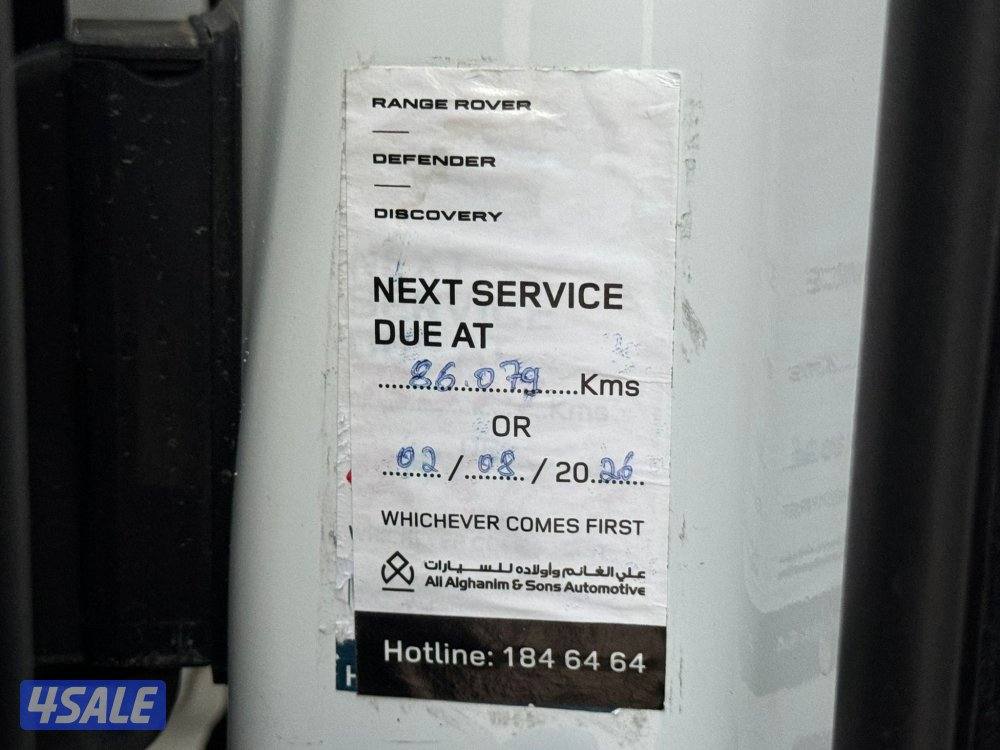 RANGE ROVER
DEFENDER
DISCOVERY
NEXT SERVICE
DUE AT
86.079 Kms
OR
02 / 08 / 2026
WHICHEVER COMES FIRST
علي الغانم وأولاده للسيارات
Ali Alghanim & Sons Automotive
Hotline: 184 64 64
4SALE